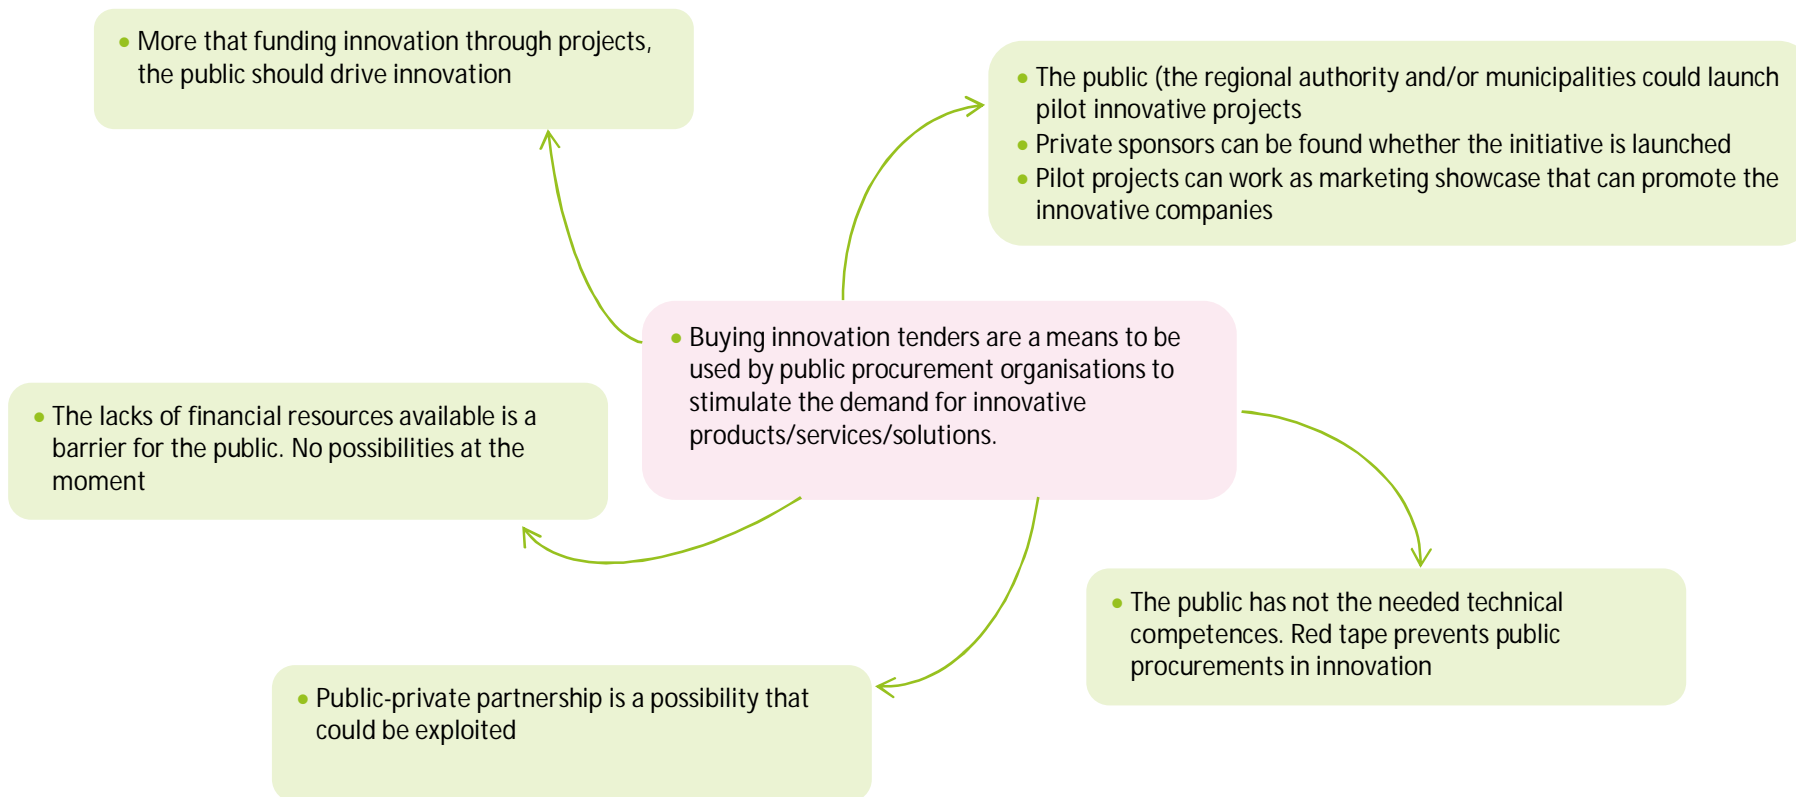 • More that funding innovation through projects,
the public should drive innovation
• The public (the regional authority and/or municipalities could launch
pilot innovative projects
• Private sponsors can be found whether the initiative is launched
• Pilot projects can work as marketing showcase that can promote the
innovative companies
• Buying innovation tenders are a means to be
used by public procurement organisations to
stimulate the demand for innovative
products/services/solutions.
• The lacks of financial resources available is a
barrier for the public. No possibilities at the
moment
• The public has not the needed technical
competences. Red tape prevents public
procurements in innovation
• Public-private partnership is a possibility that
could be exploited